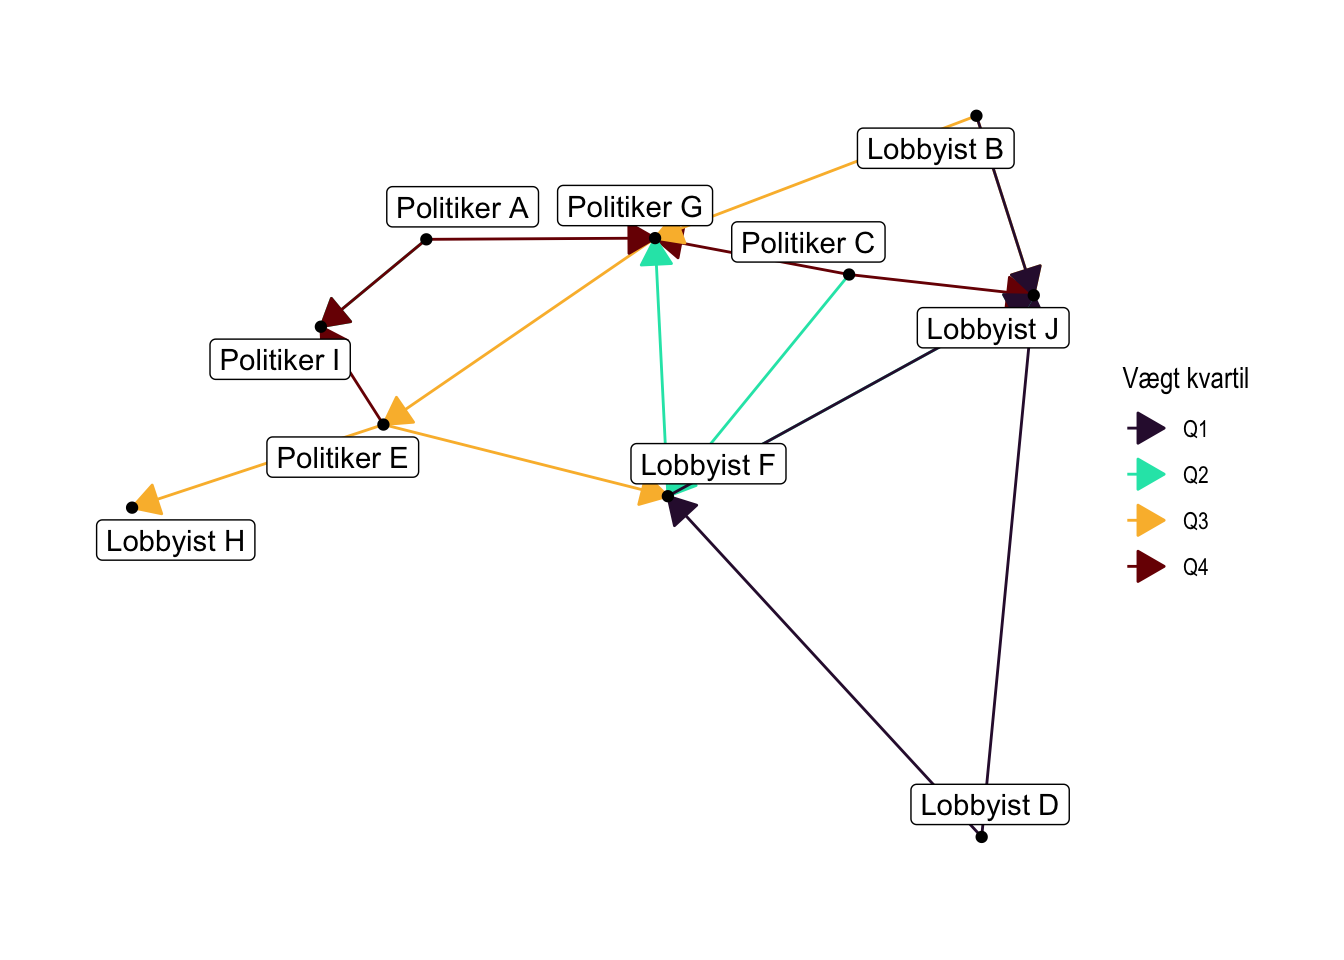 Lobbyist B
Politiker A
Politiker G
Politiker C
Lobbyist J
Politiker I
Politiker E
Lobbyist F
Lobbyist H
Lobbyist D
Vægt kvartil
Q1
Q2
Q3
Q4